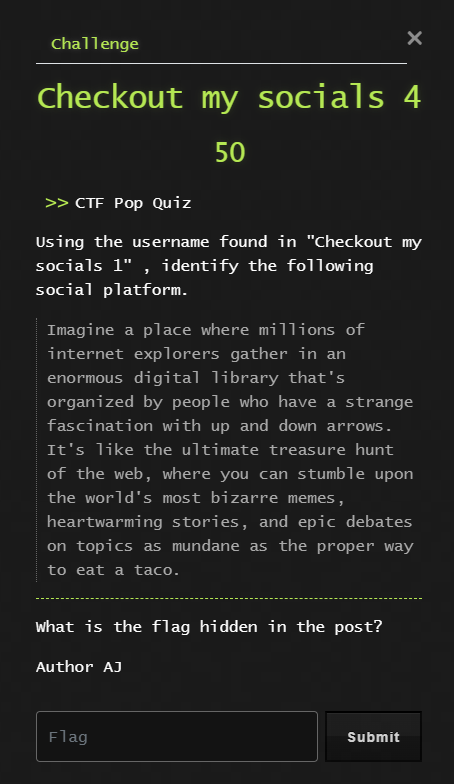 Challenge
×
Checkout my socials 4
50
>> CTF Pop Quiz
Using the username found in "Checkout my
socials 1" , identify the following
social platform.
Imagine a place where millions of
internet explorers gather in an
enormous digital library that's
organized by people who have a strange
fascination with up and down arrows.
It's like the ultimate treasure hunt
of the web, where you can stumble upon
the world's most bizarre memes,
heartwarming stories, and epic debates
on topics as mundane as the proper way
to eat a taco.
What is the flag hidden in the post?
Author AJ
Flag
Submit